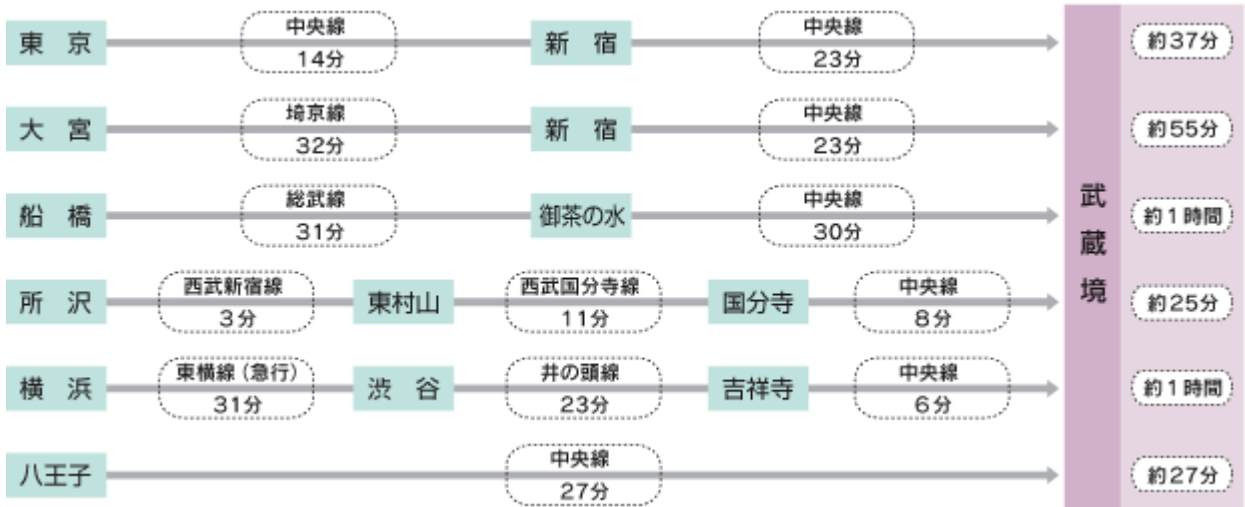 東京 中央線 14分 新宿 中央線 23分 約37分
大宮 埼京線 32分 新宿 中央線 23分 約55分
船橋 総武線 31分 御茶の水 中央線 30分 約1時間
所沢 西武新宿線 3分 東村山 西武国分寺線 11分 国分寺 中央線 8分 約25分
横浜 東横線(急行) 31分 渋谷 井の頭線 23分 吉祥寺 中央線 6分 約1時間
八王子 中央線 27分 約27分
武蔵境